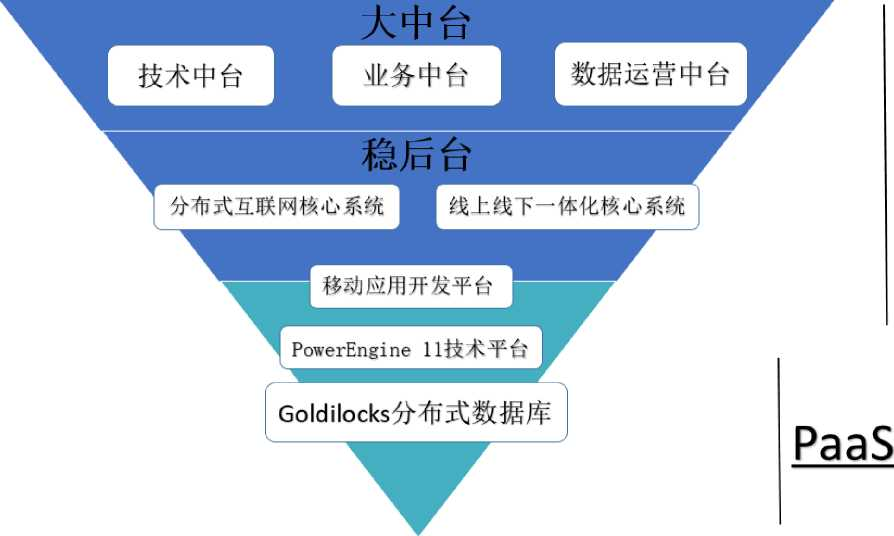 大中台
技术中台
业务中台
数据运营中台
稳后台
分布式互联网核心系统
线上线下一体化核心系统
移动应用开发平台
PowerEngine 11技术平台
Goldilocks分布式数据库
PaaS